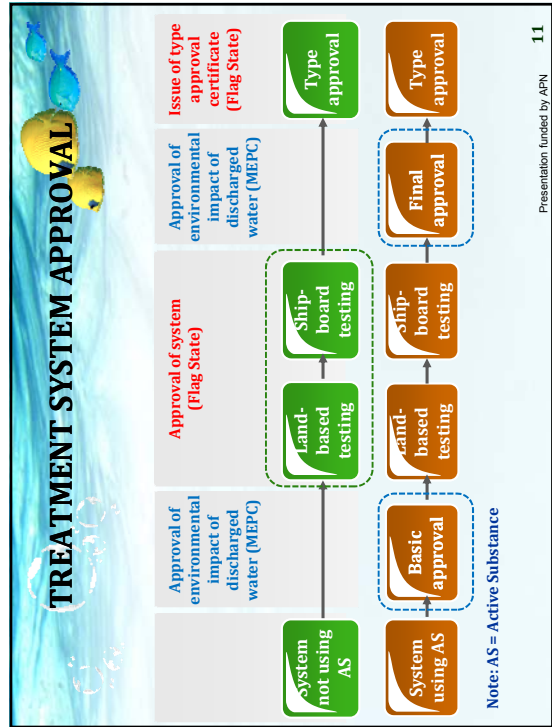 TREATMENT SYSTEM APPROVAL
Approval of
environmental
impact of
discharged
water (MEPC)
Approval of system
(Flag State)
Approval of
environmental
impact of
discharged
water (MEPC)
Issue of type
approval
certificate
(Flag State)
System
not using
AS
Land-
based
testing
Ship-
board
testing
Type
approval
System
using AS
Basic
approval
Land-
based
testing
Ship-
board
testing
Final
approval
Type
approval
Note: AS = Active Substance
Presentation funded by APN
11